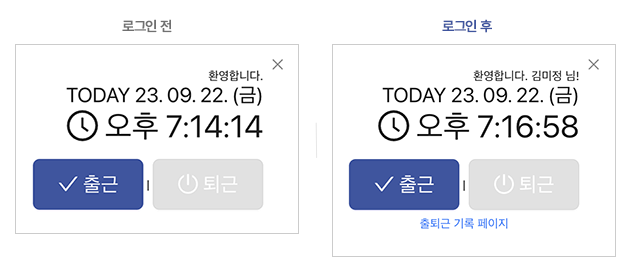 로그인 전
환영합니다.
TODAY 23. 09. 22. (금)
오후 7:14:14
출근 | 퇴근
로그인 후
환영합니다. 김미정 님!
TODAY 23. 09. 22. (금)
오후 7:16:58
출근 | 퇴근
출퇴근 기록 페이지